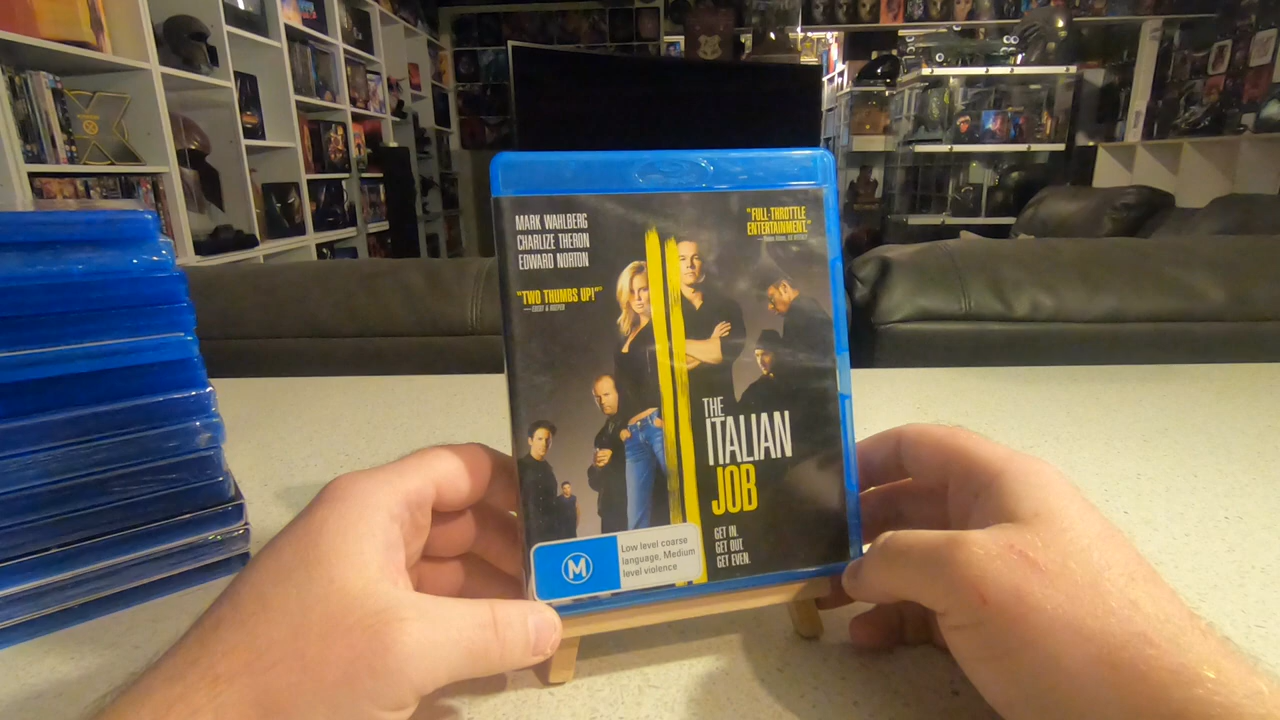 MARK WAHLBERG
CHARLIZE THERON
EDWARD NORTON
"FULL-THROTTLE
ENTERTAINMENT."
"TWO THUMBS UP!"
THE
ITALIAN
JOB
GET IN.
GET OUT.
GET EVEN.
M
Low level coarse
language, Medium
level violence